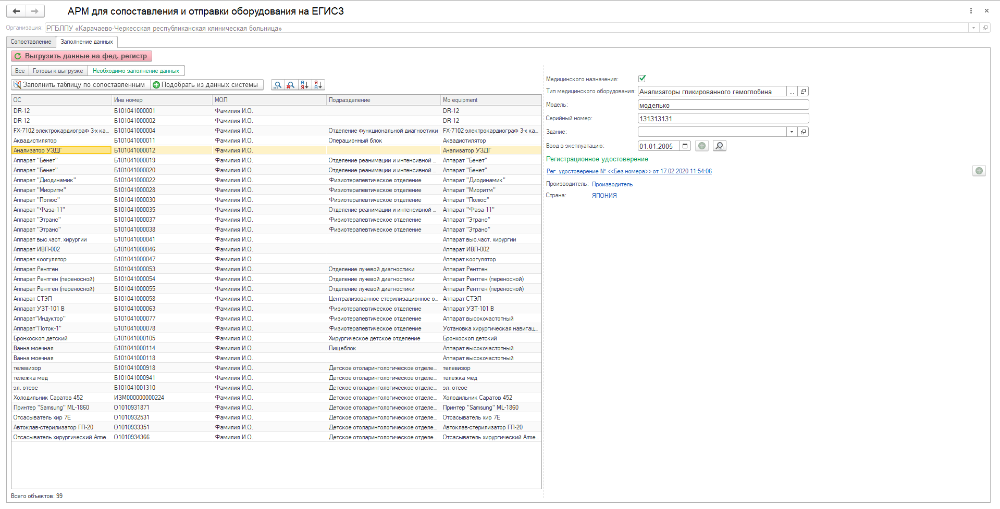 АРМ для сопоставления и отправки оборудования на ЕГИСЗ
Организация: РГБЛПУ «Карачаево-Черкесская республиканская клиническая больница»
Сопоставление Заполнение данных
Выгрузить данные на фед. регистр
Все Готовы к выгрузке Необходимо заполнение данных
Заполнить таблицу по сопоставленным Подобрать из данных системы
ОС Инв номер МОЛ Подразделение Mo equipment
DR-12 Б101041000001 Фамилия И.О. DR-12
DR-12 Б101041000002 Фамилия И.О. DR-12
FX-7102 электрокардиограф 3-х ка... Б101041000004 Фамилия И.О. Отделение функциональной диагностики FX-7102 электрокардиограф 3-х ка...
Аквадистилятор Б101041000011 Фамилия И.О. Операционный блок Аквадистилятор
Анализатор УЗДГ Б101041000012 Фамилия И.О. Анализатор УЗДГ
Аппарат "Бенет" Б101041000019 Фамилия И.О. Отделение реанимации и интенсивной ... Аппарат "Бенет"
Аппарат "Бенет" Б101041000020 Фамилия И.О. Отделение реанимации и интенсивной ... Аппарат "Бенет"
Аппарат "Диодинамик" Б101041000022 Фамилия И.О. Физиотерапевтическое отделение Аппарат "Диодинамик"
Аппарат "Миоритм" Б101041000028 Фамилия И.О. Физиотерапевтическое отделение Аппарат "Миоритм"
Аппарат "Полюс" Б101041000030 Фамилия И.О. Физиотерапевтическое отделение Аппарат "Полюс"
Аппарат "Фаза-11" Б101041000035 Фамилия И.О. Отделение реанимации и интенсивной ... Аппарат "Фаза-11"
Аппарат "Этранс" Б101041000037 Фамилия И.О. Физиотерапевтическое отделение Аппарат "Этранс"
Аппарат "Этранс" Б101041000038 Фамилия И.О. Физиотерапевтическое отделение Аппарат "Этранс"
Аппарат выс.част. хирургии Б101041000041 Фамилия И.О. Аппарат выс.част. хирургии
Аппарат ИВЛ-002 Б101041000046 Фамилия И.О. Аппарат ИВЛ-002
Аппарат коогулятор Б101041000047 Фамилия И.О. Аппарат коогулятор
Аппарат Рентген Б101041000053 Фамилия И.О. Отделение лучевой диагностики Аппарат Рентген
Аппарат Рентген (переносной) Б101041000054 Фамилия И.О. Отделение лучевой диагностики Аппарат Рентген (переносной)
Аппарат Рентген (переносной) Б101041000055 Фамилия И.О. Отделение лучевой диагностики Аппарат Рентген (переносной)
Аппарат СТЭЛ Б101041000058 Фамилия И.О. Централизованное стерилизационное о... Аппарат СТЭЛ
Аппарат УЗТ-101 В Б101041000063 Фамилия И.О. Физиотерапевтическое отделение Аппарат УЗТ-101 В
Аппарат"Индуктор" Б101041000077 Фамилия И.О. Физиотерапевтическое отделение Аппарат высокочастотный
Аппарат"Поток-1" Б101041000078 Фамилия И.О. Физиотерапевтическое отделение Установка хирургическая навигац...
Бронхоскоп детский Б101041000105 Фамилия И.О. Хирургическое детское отделение Бронхоскоп детский
Ванна моечная Б101041000114 Фамилия И.О. Пищеблок Аппарат высокочастотный
Ванна моечная Б101041000118 Фамилия И.О. Аппарат высокочастотный
телевизор Б101041000918 Фамилия И.О. Детское отоларингологическое отделе... телевизор
тележка мед Б101041000941 Фамилия И.О. Детское отоларингологическое отделе... тележка мед
эл. отсос Б101041001310 Фамилия И.О. Детское отоларингологическое отделе... эл. отсос
Холодильник Саратов 452 ИЗМ000000000224 Фамилия И.О. Детское отоларингологическое отделе... Холодильник Саратов 452
Принтер "Samsung" ML-1860 О1010931871 Фамилия И.О. Детское отоларингологическое отделе... Принтер "Samsung" ML-1860
Отсасыватель хир 7Е О1010932531 Фамилия И.О. Детское отоларингологическое отделе... Отсасыватель хир 7Е
Автоклав-стерилизатор ГП-20 О1010933351 Фамилия И.О. Детское отоларингологическое отделе... Автоклав-стерилизатор ГП-20
Отсасыватель хирургический Ame... О1010934366 Фамилия И.О. Детское отоларингологическое отделе... Отсасыватель хирургический Ame...
Всего объектов: 99
Медицинского назначения:
Тип медицинского оборудования: Анализаторы гликированного гемоглобина ...
Модель: моделько
Серийный номер: 131313131
Здание:
Ввод в эксплуатацию: 01.01.2005
Регистрационное удостоверение
Рег. удостоверение № <<Без номера>> от 17.02.2020 11:54:06
Производитель: Производитель
Страна: ЯПОНИЯ